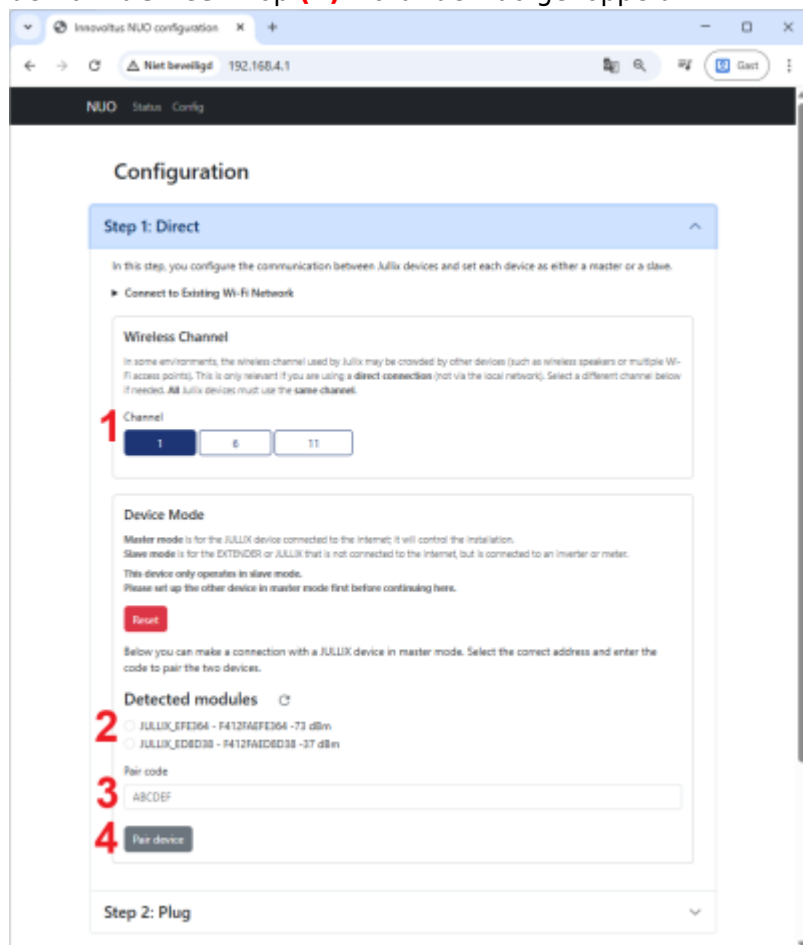 Innovoltus NUO configuration
Niet beveiligd 192.168.4.1
Gast
NUO Status Config
Configuration
Step 1: Direct
In this step, you configure the communication between Jullix devices and set each device as either a master or a slave.
Connect to Existing Wi-Fi Network
Wireless Channel
In some environments, the wireless channel used by Jullix may be crowded by other devices (such as wireless speakers or multiple Wi-
Fi access points). This is only relevant if you are using a direct connection (not via the local network). Select a different channel below
if needed. All Jullix devices must use the same channel.
Channel
1
1 6 11
Device Mode
Master mode is for the JULLIX device connected to the internet; it will control the installation.
Slave mode is for the EXTENDER or JULLIX that is not connected to the internet, but is connected to an inverter or meter.
This device only operates in slave mode.
Please set up the other device in master mode first before continuing here.
Reset
Below you can make a connection with a JULLIX device in master mode. Select the correct address and enter the
code to pair the two devices.
Detected modules
2
JULLIX_EFE364 - F412FAEFE364 -73 dBm
JULLIX_ED8D38 - F412FAED8D38 -37 dBm
Pair code
3
ABCDEF
4
Pair device
Step 2: Plug